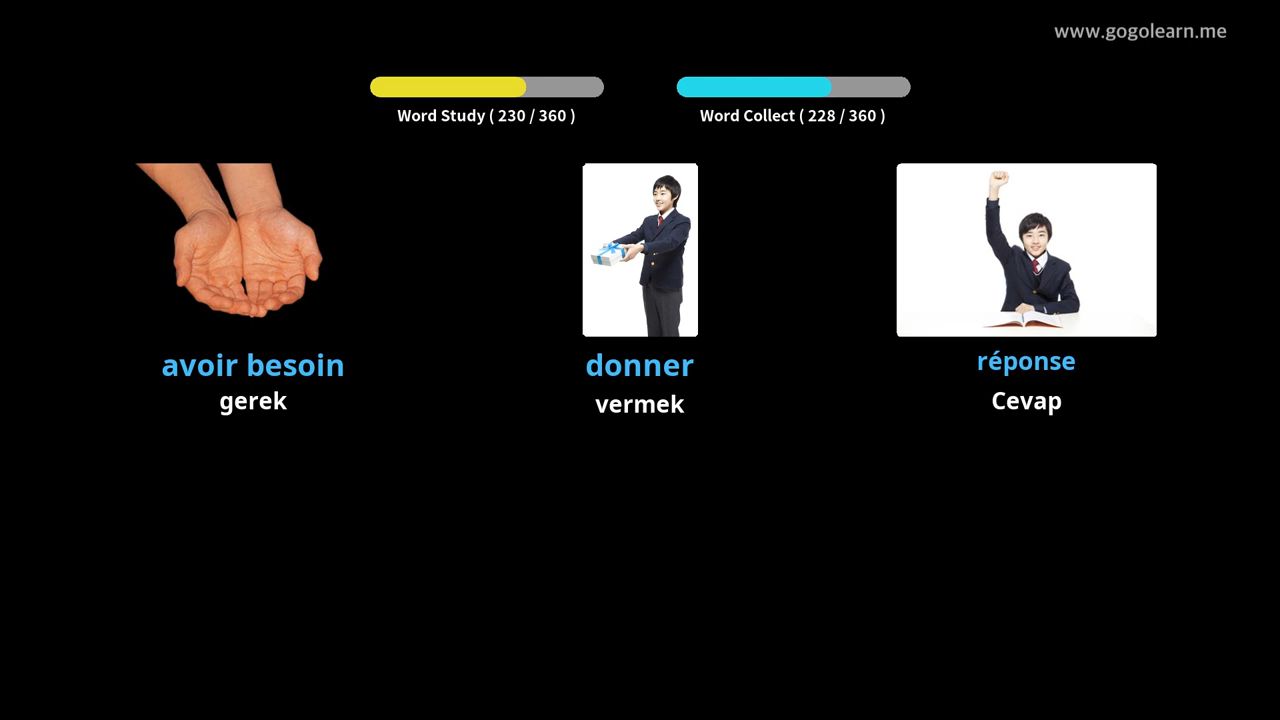 www.gogolearn.me
Word Study ( 230 / 360 )
Word Collect ( 228 / 360 )
avoir besoin
gerek
donner
vermek
réponse
Cevap